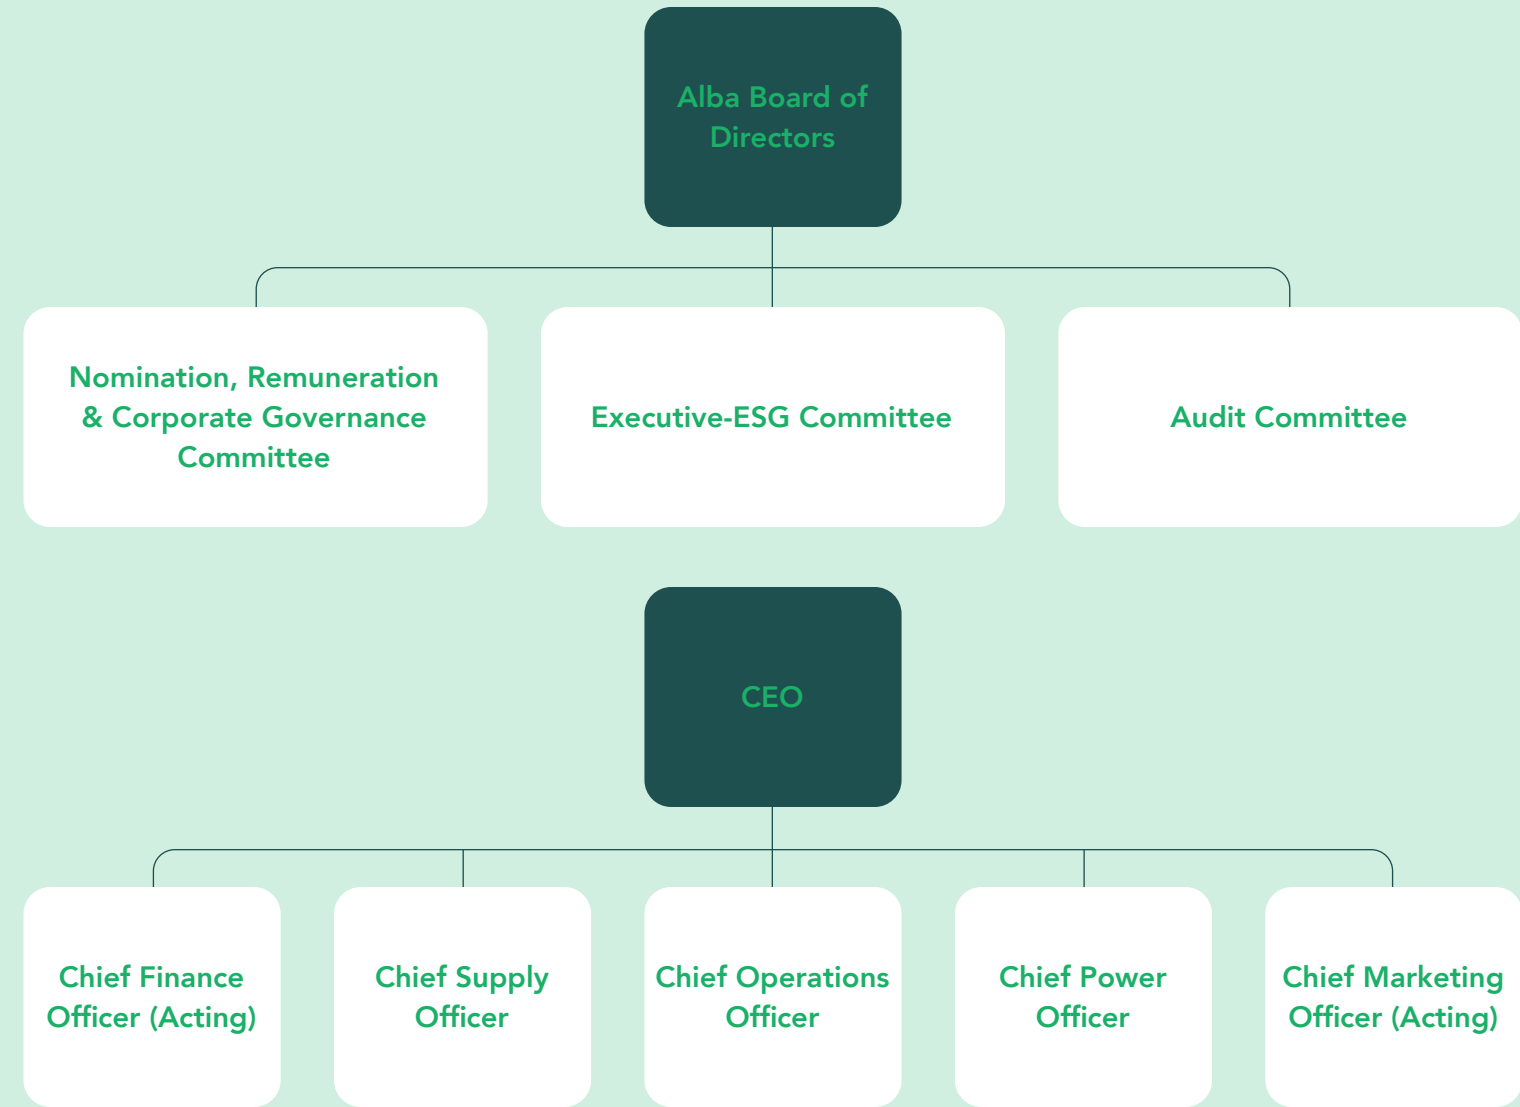 Alba Board of
Directors
Nomination, Remuneration
& Corporate Governance
Committee
Executive-ESG Committee
Audit Committee
CEO
Chief Finance
Officer (Acting)
Chief Supply
Officer
Chief Operations
Officer
Chief Power
Officer
Chief Marketing
Officer (Acting)